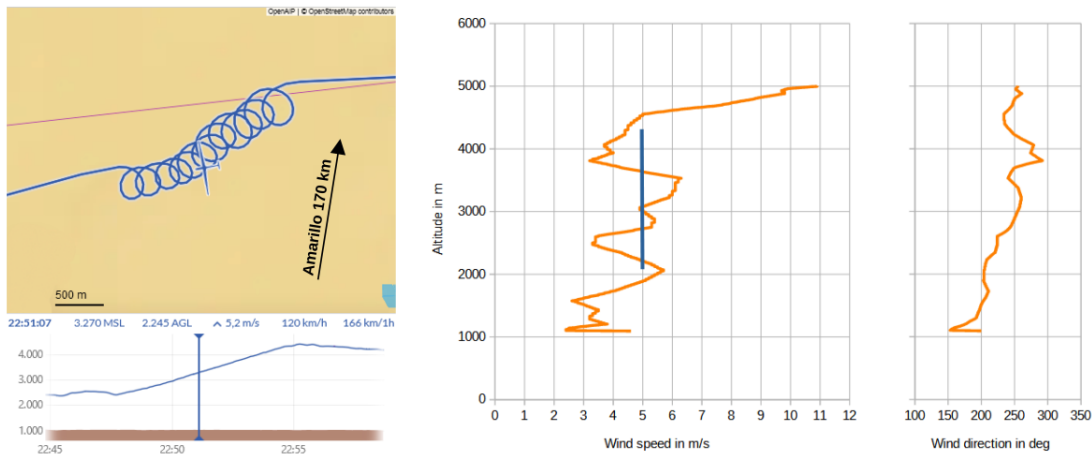 OpenAIP | © OpenStreetMap contributors
Amarillo 170 km
500 m
22:51:07 3.270 MSL 2.245 AGL ^ 5,2 m/s 120 km/h 166 km/1h
4.000
3.000
2.000
1.000
22:45 22:50 22:55
6000
5000
4000
3000
2000
1000
0
Altitude in m
0 1 2 3 4 5 6 7 8 9 10 11 12
Wind speed in m/s
100 150 200 250 300 350
Wind direction in deg